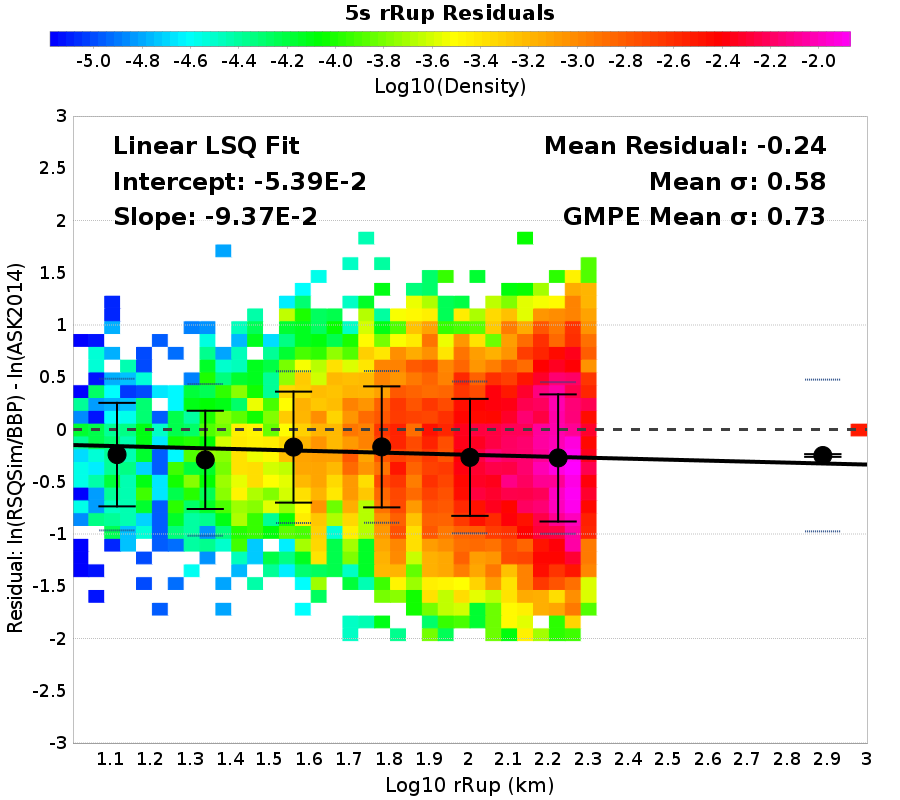 5s rRup Residuals
-5.0 -4.8 -4.6 -4.4 -4.2 -4.0 -3.8 -3.6 -3.4 -3.2 -3.0 -2.8 -2.6 -2.4 -2.2 -2.0
Log10(Density)
Linear LSQ Fit
Intercept: -5.39E-2
Slope: -9.37E-2
Mean Residual: -0.24
Mean σ: 0.58
GMPE Mean σ: 0.73
Residual: ln(RSQSim/BBP) - ln(ASK2014)
3
2.5
2
1.5
1
0.5
0
-0.5
-1
-1.5
-2
-2.5
-3
1.1 1.2 1.3 1.4 1.5 1.6 1.7 1.8 1.9 2 2.1 2.2 2.3 2.4 2.5 2.6 2.7 2.8 2.9 3
Log10 rRup (km)